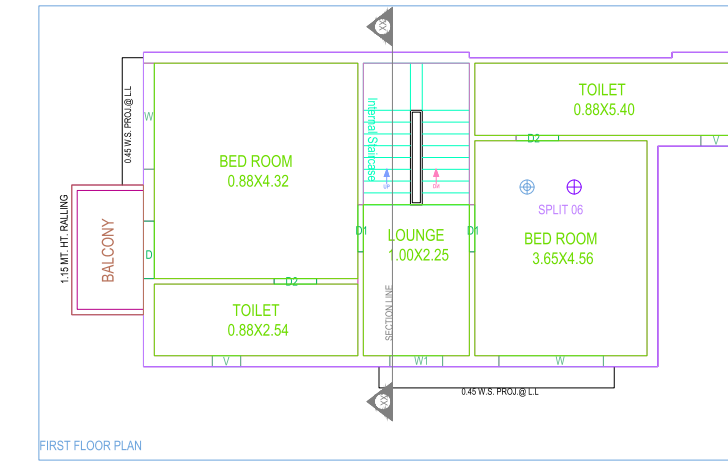 XX
TOILET
0.88X5.40
Internal Staircase
0.45 W.S. PROJ.@ L.L
W
D2
V
BED ROOM
0.88X4.32
UP
SPLIT 06
1.15 MT. HT. RALLING
BALCONY
D
D1
LOUNGE
1.00X2.25
D1
BED ROOM
3.65X4.56
D2
TOILET
0.88X2.54
SECTION LINE
V
W1
W
0.45 W.S. PROJ.@ L.L
XX
FIRST FLOOR PLAN